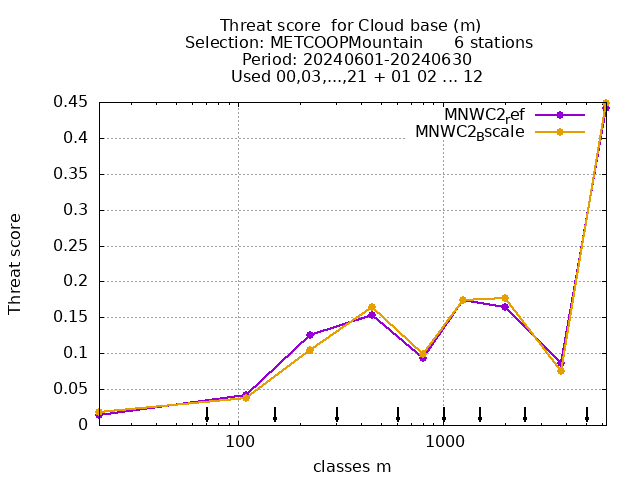 Threat score  for Cloud base (m)
Selection: METCOOPMountain      6 stations
Period: 20240601-20240630
Used 00,03,...,21 + 01 02 ... 12
MNWC2ref
MNWC2Bscale
0.45
0.4
0.35
0.3
0.25
0.2
0.15
0.1
0.05
0
Threat score
100
1000
classes m